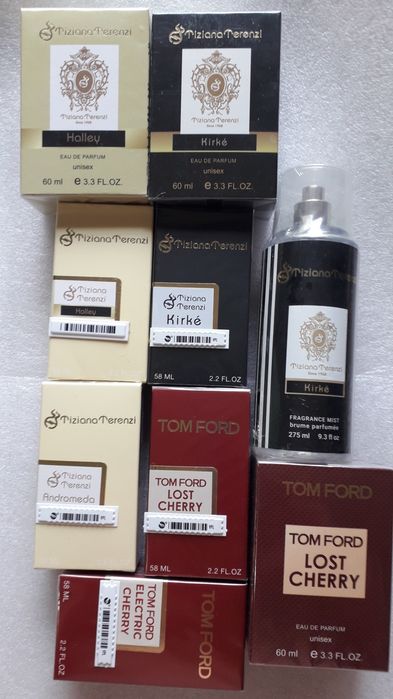 Tiziana Terenzi
Tiziana Terenzi
Since 1968
Halley
EAU DE PARFUM
unisex
60 ml e 3.3 FL.OZ.
Tiziana Terenzi
Tiziana Terenzi
Since 1968
Kirké
EAU DE PARFUM
unisex
60 ml e 3.3 FL.OZ.
Tiziana Terenzi
Tiziana
Terenzi
Halley
Tiziana Terenzi
Tiziana
Terenzi
Kirké
58 ML
2.2 FL.OZ
Kirké
FRAGRANCE MIST
brume parfumée
275 ml 9.3 fl oz
Tiziana Terenzi
Tiziana
Terenzi
Andromeda
TOM FORD
TOM FORD
LOST
CHERRY
58 ML
2.2 FL.OZ
TOM FORD
TOM FORD
LOST
CHERRY
EAU DE PARFUM
unisex
60 ml e 3.3 FL.OZ.
TOM FORD
TOM FORD
ELECTRIC
CHERRY
58 ML
2.2 FL.OZ